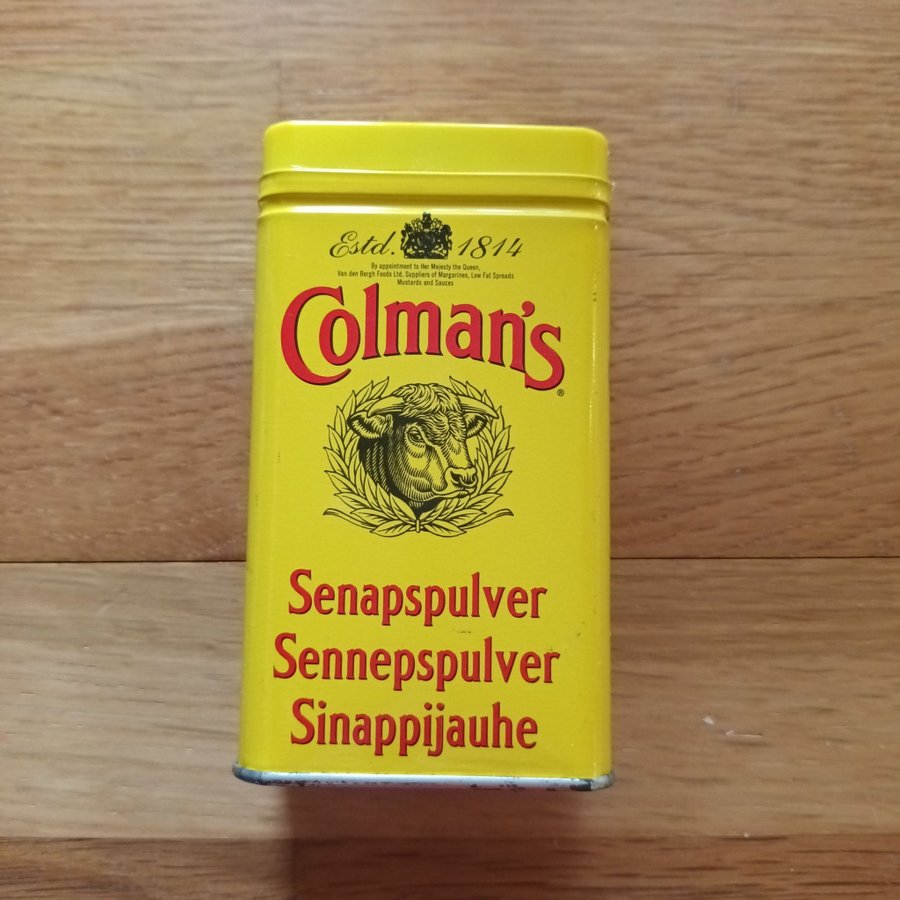 Estd. 1814
By appointment to Her Majesty the Queen,
Van den Bergh Foods Ltd, Suppliers of Margarines, Low Fat Spreads
Mustards and Sauces
Colman's®
Senapspulver
Sennepspulver
Sinappijauhe